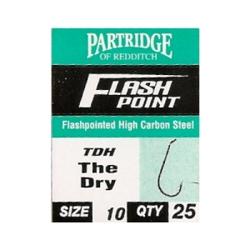 PARTRIDGE
OF REDDITCH
FLASH
POINT
Flashpointed High Carbon Steel
TDH
The
Dry
SIZE 10 QTY 25